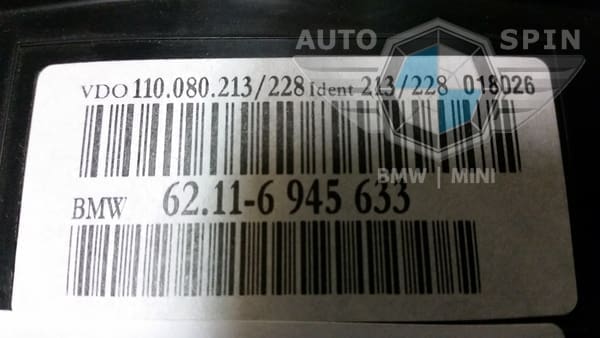 AUTO SPIN
VDO 110.080.213/228 ident 213/228 018026
BMW | MINI
BMW 62.11-6 945 633